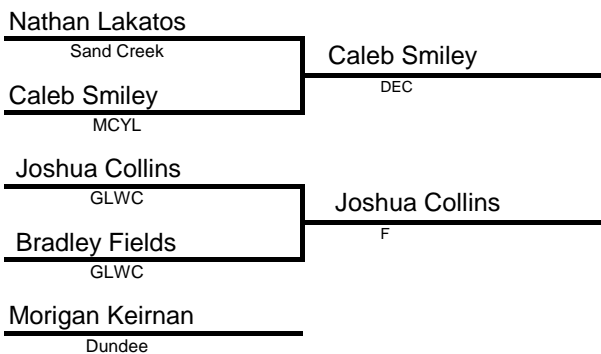 Nathan Lakatos
Sand Creek
Caleb Smiley
DEC
Caleb Smiley
MCYL
Joshua Collins
GLWC
Joshua Collins
F
Bradley Fields
GLWC
Morigan Keirnan
Dundee